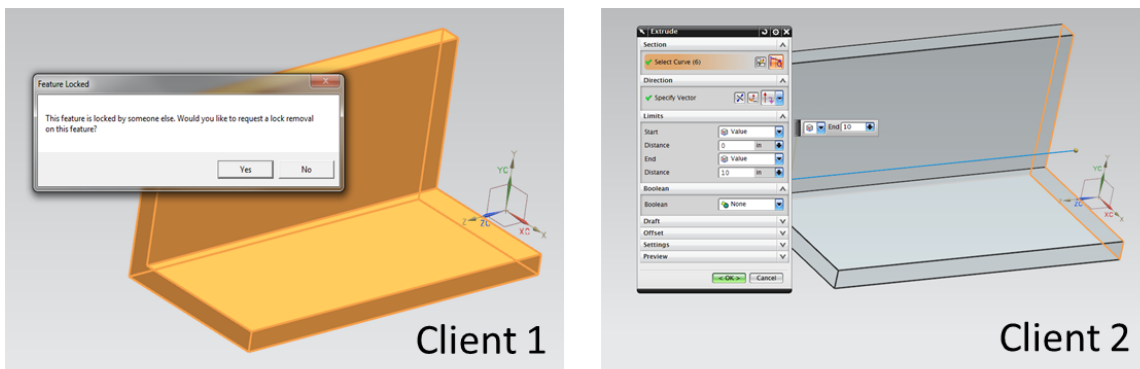 Feature Locked
This feature is locked by someone else. Would you like to request a lock removal
on this feature?
Yes No
YC
Y
Z ZC
XC X
Client 1
Extrude
Section
Select Curve (6)
Direction
Specify Vector
Limits
Start Value
Distance 0 in
End Value
Distance 10 in
Boolean
Boolean None
Draft
Offset
Settings
Preview
< OK > Cancel
End 10
YC
Y
Z ZC
XC X
Client 2